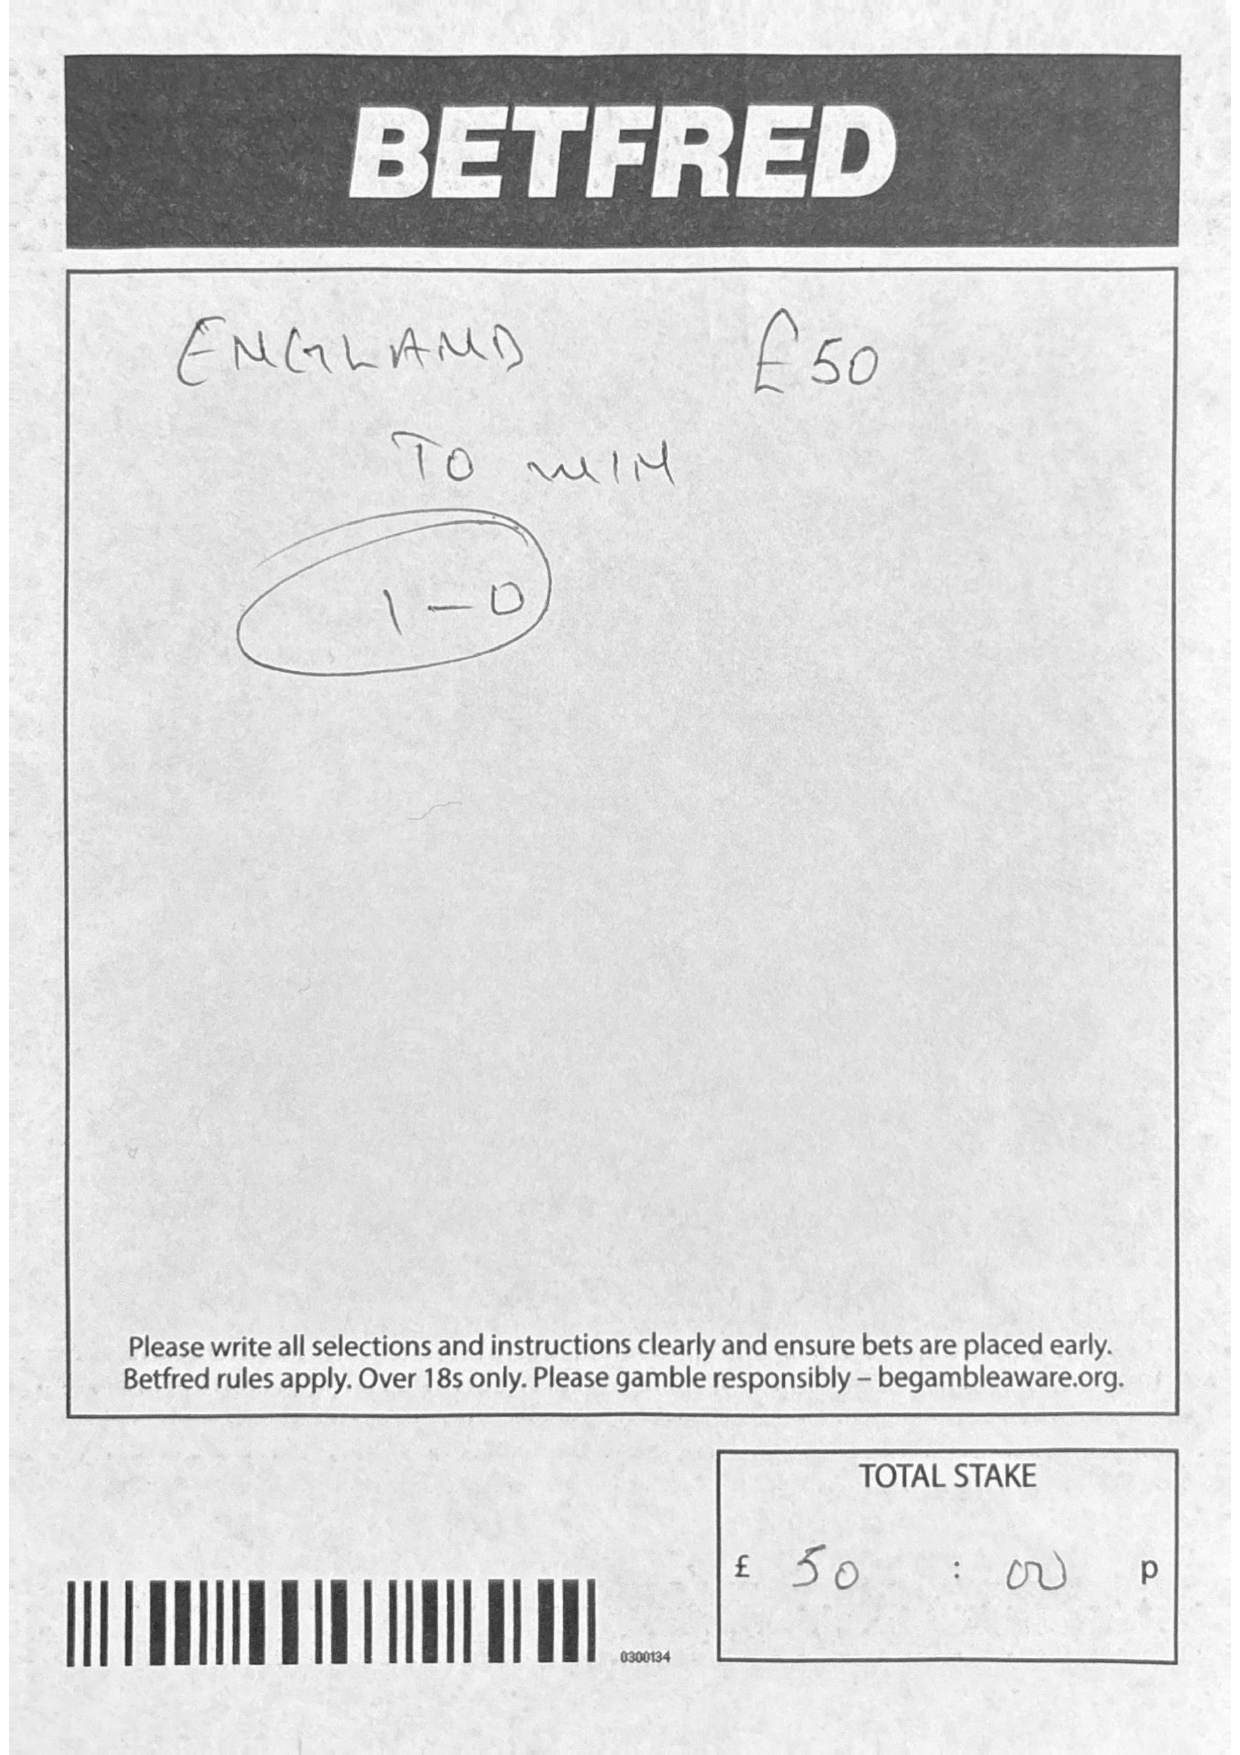 BETFRED
ENGLAND £50
TO WIN
1-0
Please write all selections and instructions clearly and ensure bets are placed early.
Betfred rules apply. Over 18s only. Please gamble responsibly – begambleaware.org.
TOTAL STAKE
£ 50 : 00 p
0300134